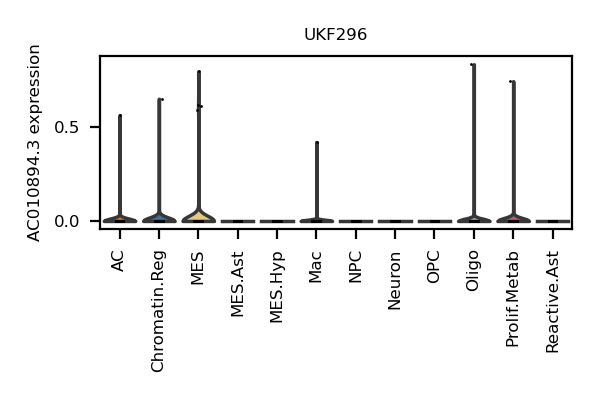 UKF296
AC010894.3 expression
0.5
0.0
AC
Chromatin.Reg
MES
MES.Ast
MES.Hyp
Mac
NPC
Neuron
OPC
Oligo
Prolif.Metab
Reactive.Ast